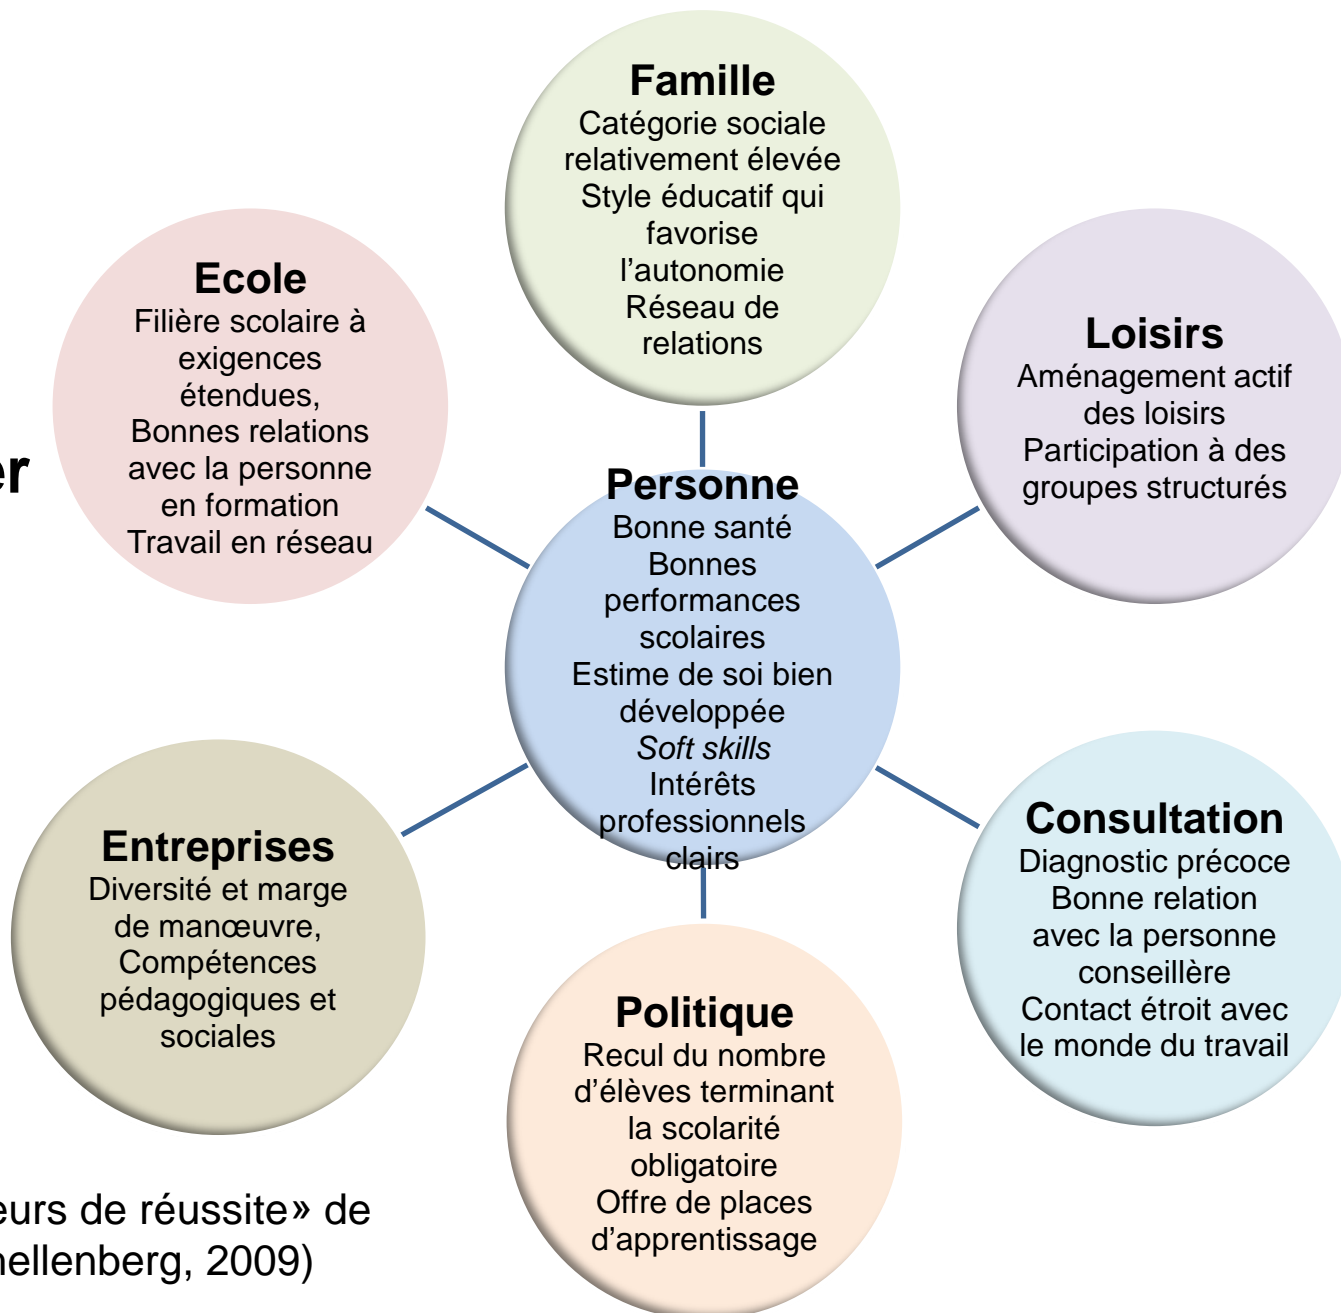 Famille
Catégorie sociale
relativement élevée
Style éducatif qui
favorise
l’autonomie
Réseau de
relations
Ecole
Filière scolaire à
exigences
étendues,
Bonnes relations
avec la personne
en formation
Travail en réseau
Loisirs
Aménagement actif
des loisirs
Participation à des
groupes structurés
er
Personne
Bonne santé
Bonnes
performances
scolaires
Estime de soi bien
développée
Soft skills
Intérêts
professionnels
clairs
Entreprises
Diversité et marge
de manœuvre,
Compétences
pédagogiques et
sociales
Consultation
Diagnostic précoce
Bonne relation
avec la personne
conseillère
Contact étroit avec
le monde du travail
Politique
Recul du nombre
d’élèves terminant
la scolarité
obligatoire
Offre de places
d’apprentissage
eurs de réussite» de
hellenberg, 2009)